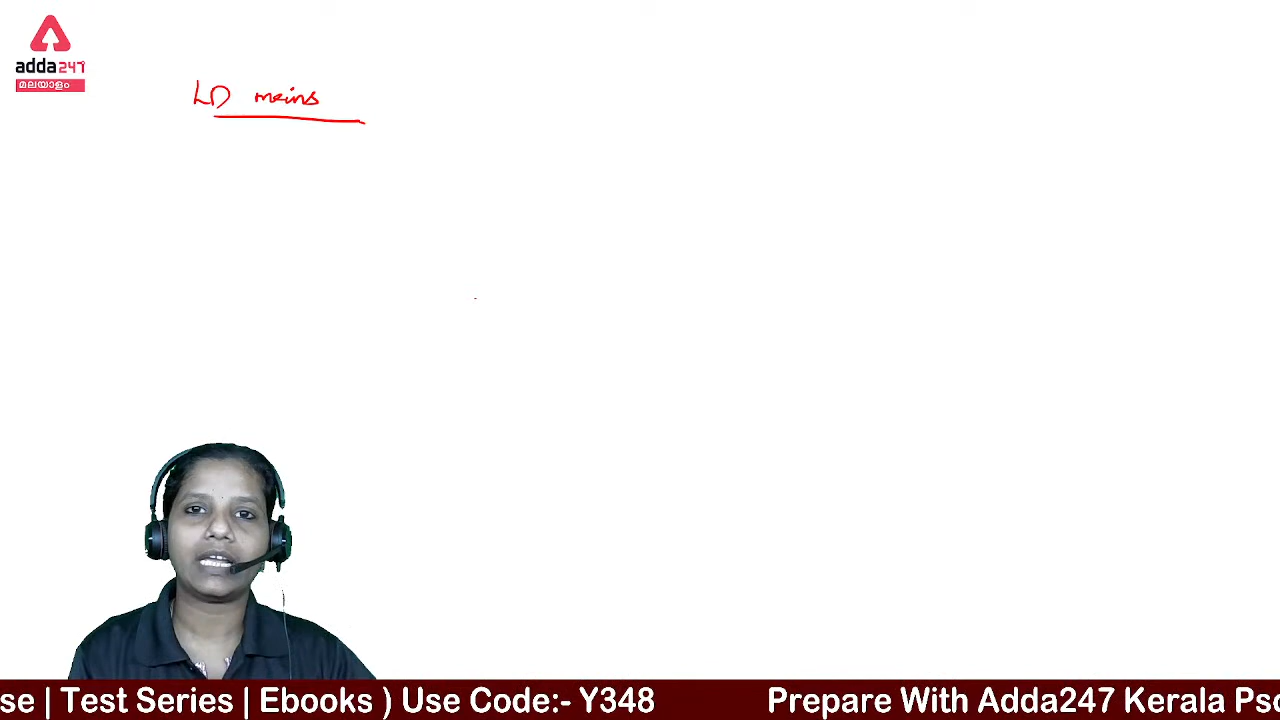 adda247
മലയാളം
LD mains
se | Test Series | Ebooks ) Use Code:- Y348 Prepare With Adda247 Kerala Psc